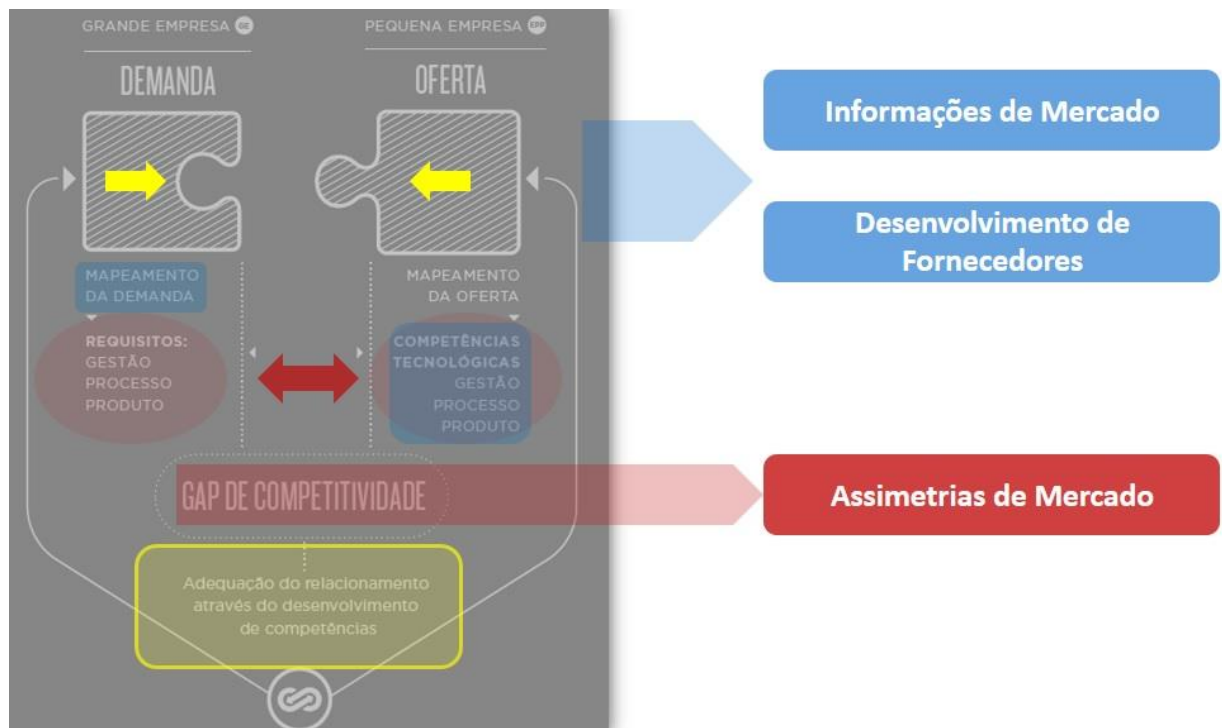 GRANDE EMPRESA GE
DEMANDA
MAPEAMENTO
DA DEMANDA
REQUISITOS:
GESTÃO
PROCESSO
PRODUTO
PEQUENA EMPRESA EPP
OFERTA
MAPEAMENTO
DA OFERTA
COMPETÊNCIAS
TECNOLÓGICAS
GESTÃO
PROCESSO
PRODUTO
GAP DE COMPETITIVIDADE
Adequação do relacionamento
através do desenvolvimento
de competências
Informações de Mercado
Desenvolvimento de
Fornecedores
Assimetrias de Mercado